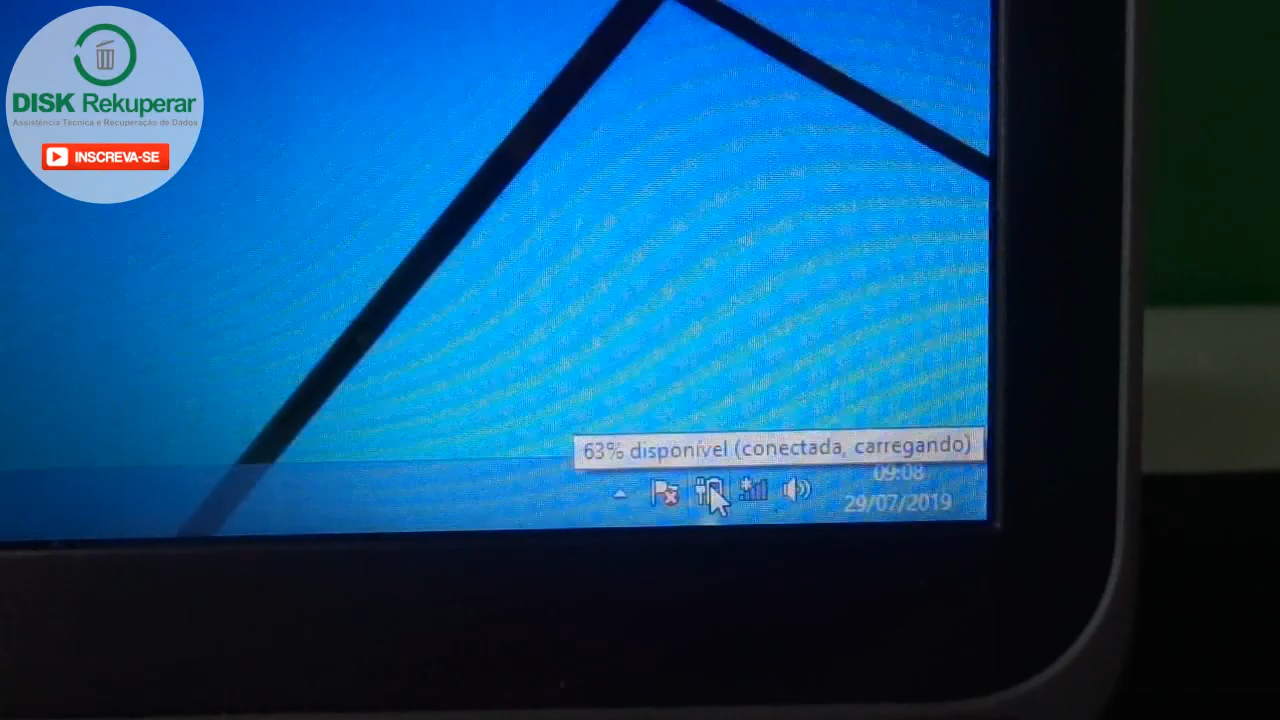 DISK Rekuperar
Assistência Técnica e Recuperação de Dados
INSCREVA-SE
63% disponível (conectada, carregando)
09:08
29/07/2019